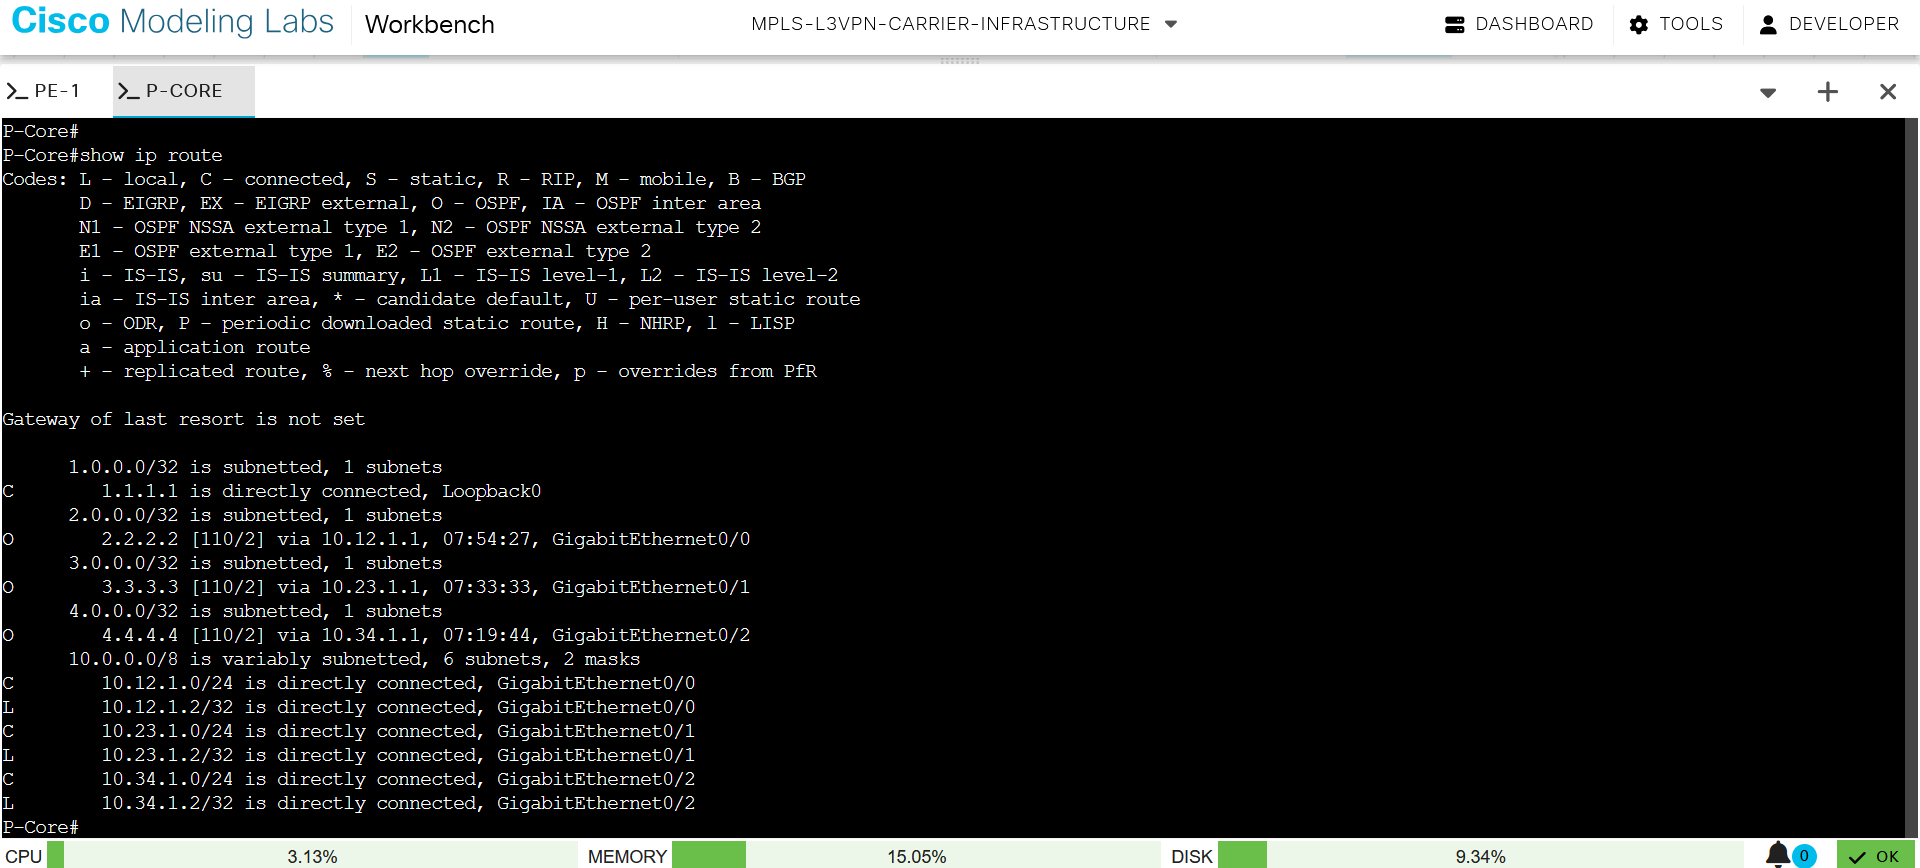 Cisco Modeling Labs Workbench MPLS-L3VPN-CARRIER-INFRASTRUCTURE DASHBOARD TOOLS DEVELOPER
PE-1 P-CORE
P-Core#
P-Core#show ip route
Codes: L - local, C - connected, S - static, R - RIP, M - mobile, B - BGP
D - EIGRP, EX - EIGRP external, O - OSPF, IA - OSPF inter area
N1 - OSPF NSSA external type 1, N2 - OSPF NSSA external type 2
E1 - OSPF external type 1, E2 - OSPF external type 2
i - IS-IS, su - IS-IS summary, L1 - IS-IS level-1, L2 - IS-IS level-2
ia - IS-IS inter area, * - candidate default, U - per-user static route
o - ODR, P - periodic downloaded static route, H - NHRP, l - LISP
a - application route
+ - replicated route, % - next hop override, p - overrides from PfR
Gateway of last resort is not set
1.0.0.0/32 is subnetted, 1 subnets
C 1.1.1.1 is directly connected, Loopback0
2.0.0.0/32 is subnetted, 1 subnets
O 2.2.2.2 [110/2] via 10.12.1.1, 07:54:27, GigabitEthernet0/0
3.0.0.0/32 is subnetted, 1 subnets
O 3.3.3.3 [110/2] via 10.23.1.1, 07:33:33, GigabitEthernet0/1
4.0.0.0/32 is subnetted, 1 subnets
O 4.4.4.4 [110/2] via 10.34.1.1, 07:19:44, GigabitEthernet0/2
10.0.0.0/8 is variably subnetted, 6 subnets, 2 masks
C 10.12.1.0/24 is directly connected, GigabitEthernet0/0
L 10.12.1.2/32 is directly connected, GigabitEthernet0/0
C 10.23.1.0/24 is directly connected, GigabitEthernet0/1
L 10.23.1.2/32 is directly connected, GigabitEthernet0/1
C 10.34.1.0/24 is directly connected, GigabitEthernet0/2
L 10.34.1.2/32 is directly connected, GigabitEthernet0/2
P-Core#
CPU 3.13% MEMORY 15.05% DISK 9.34% 0 OK